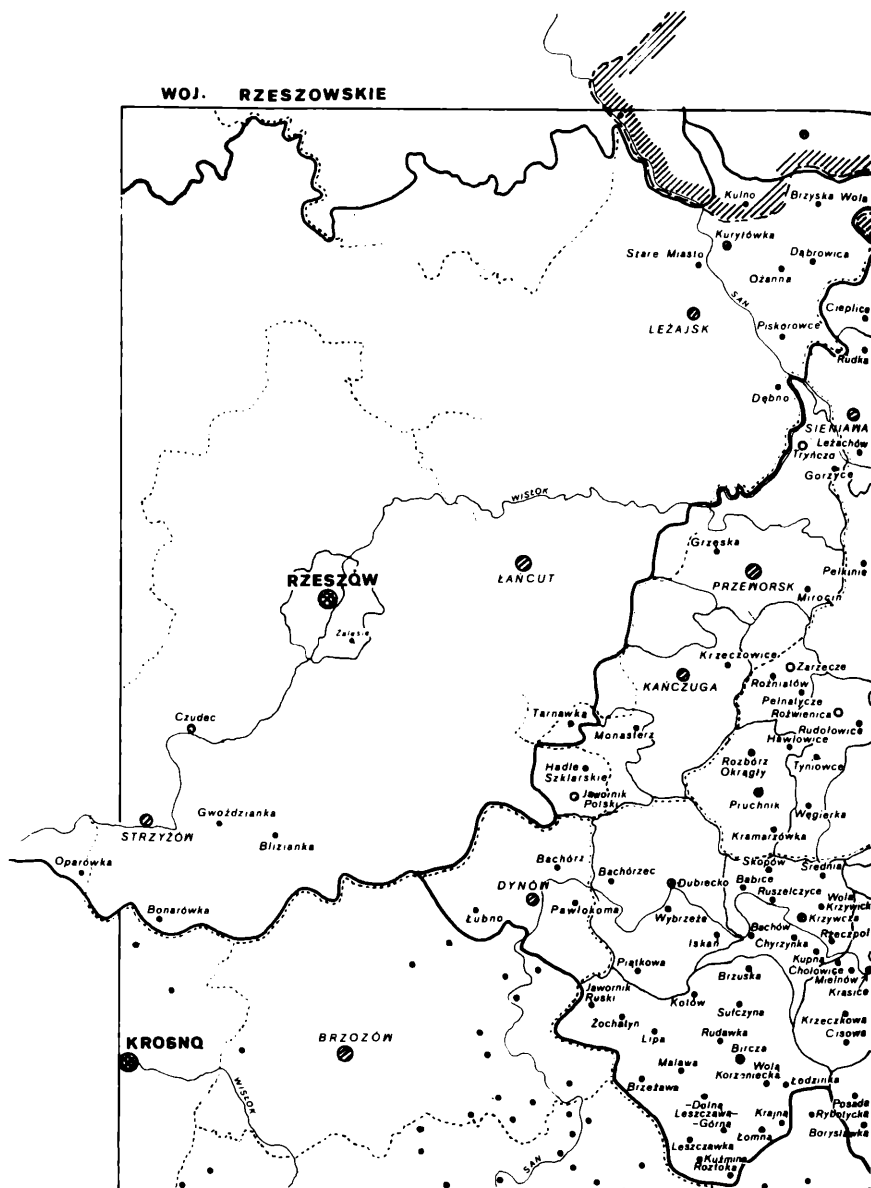 WOJ. RZESZOWSKIE
Kulno
Brzyska Wola
Kuryłówka
Stare Miasto
Dąbrowica
Ożanna
SAN
Cieplice
LEŻAJSK
Piskorowce
Rudka
Dębno
SIENIAWA
Leżachów
Tryńcza
Gorzyce
WISŁOK
Grzęska
RZESZÓW
ŁAŃCUT
PRZEWORSK
Pełkinie
Mirocin
Zalesie
Krzeczowice
Zarzecze
KAŃCZUGA
Rożniatów
Pełnatycze
Roźwienica
Czudec
Tarnawka
Monasterz
Rudołowice
Hawłowice
Rozbórz
Okrągły
Tyniowce
Hadle
Szklarskie
Jawornik
Polski
Pruchnik
Węgierka
STRZYŻÓW
Gwoździanka
Blizianka
Kramarzówka
Oparówka
Bachórz
Skopów
Średnia
Bachórzec
Dubiecko
Babice
Ruszelczyce
DYNÓW
Wola
Krzywicka
Bonarówka
Łubno
Pawłokoma
Wybrzeże
Krzywcza
Iskań
Bachów
Chyrzynka
Rzeczpol
Kupna
Piątkowa
Brzuska
Chołowice
Mielnów
Krasice
Jawornik
Ruski
Kotów
Sufczyna
Krzeczkowa
Cisowa
Żochatyn
Lipa
Rudawka
Bircza
KROSNO
BRZOZÓW
Malawa
Wola
Korzeniecka
Łodzinka
Brzeżawa
WISŁOK
-Dolna
Leszczawa-
-Górna
Krajna
Posada
Rybotycka
Borysławka
Łomna
Leszczawka
Kuźmina
Roztoka
SAN